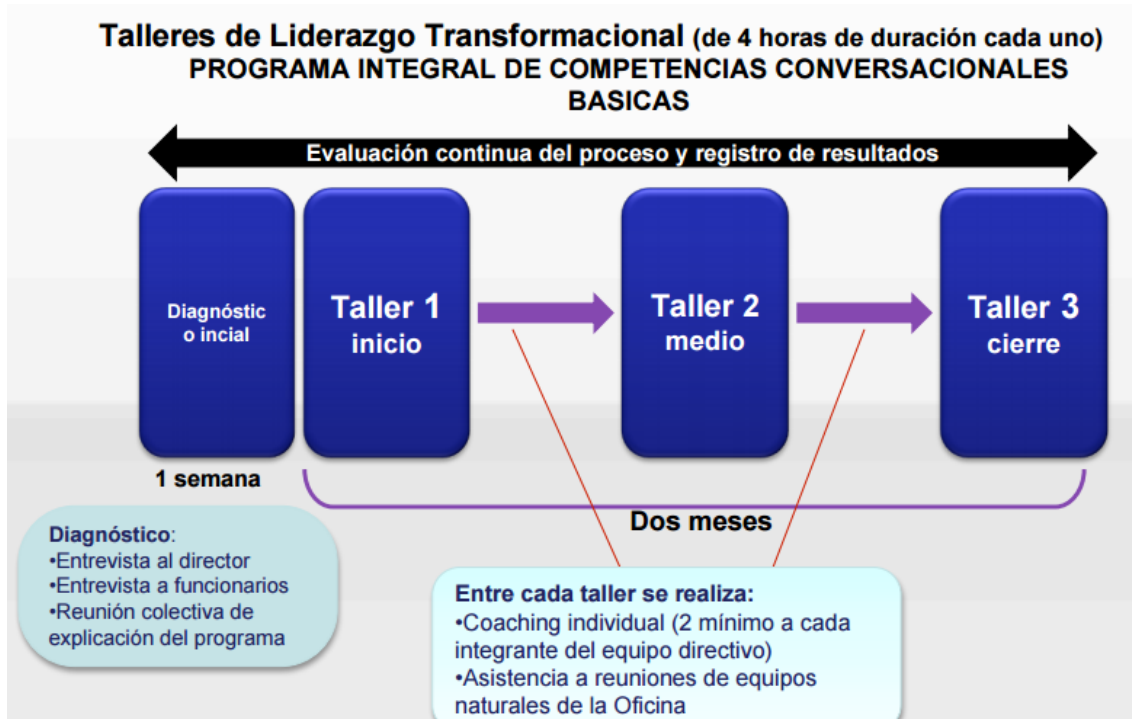 Talleres de Liderazgo Transformacional (de 4 horas de duración cada uno)
PROGRAMA INTEGRAL DE COMPETENCIAS CONVERSACIONALES
BASICAS
Evaluación continua del proceso y registro de resultados
Diagnóstic
o incial
Taller 1
inicio
Taller 2
medio
Taller 3
cierre
1 semana
Dos meses
Diagnóstico:
•Entrevista al director
•Entrevista a funcionarios
•Reunión colectiva de
explicación del programa
Entre cada taller se realiza:
•Coaching individual (2 mínimo a cada
integrante del equipo directivo)
•Asistencia a reuniones de equipos
naturales de la Oficina